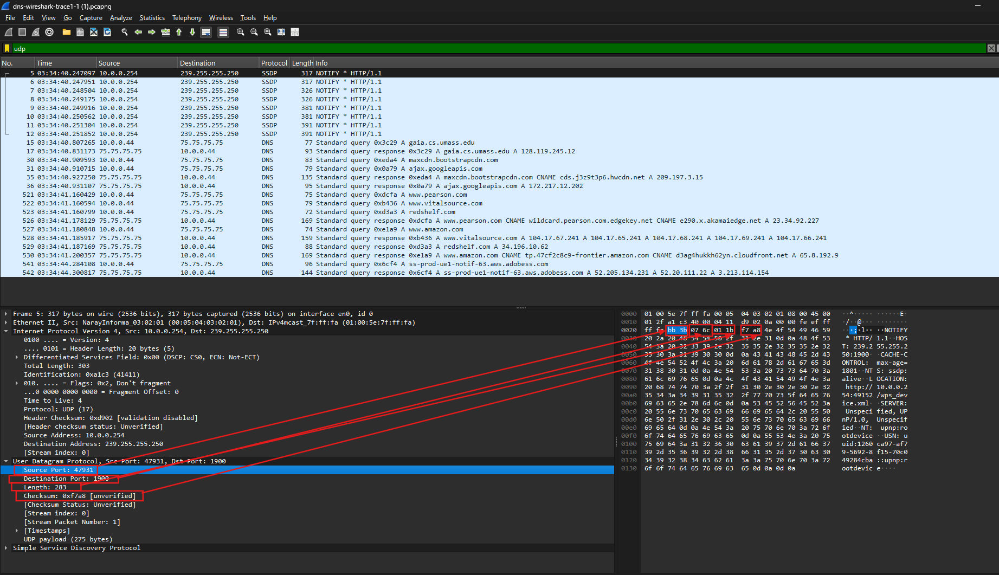 dns-wireshark-trace1-1 (1).pcapng
File Edit View Go Capture Analyze Statistics Telephony Wireless Tools Help
udp
No. Time Source Destination Protocol Length Info
5 03:34:40.247097 10.0.0.254 239.255.255.250 SSDP 317 NOTIFY * HTTP/1.1
6 03:34:40.247951 10.0.0.254 239.255.255.250 SSDP 317 NOTIFY * HTTP/1.1
7 03:34:40.248504 10.0.0.254 239.255.255.250 SSDP 326 NOTIFY * HTTP/1.1
8 03:34:40.249175 10.0.0.254 239.255.255.250 SSDP 326 NOTIFY * HTTP/1.1
9 03:34:40.249916 10.0.0.254 239.255.255.250 SSDP 381 NOTIFY * HTTP/1.1
10 03:34:40.250562 10.0.0.254 239.255.255.250 SSDP 381 NOTIFY * HTTP/1.1
11 03:34:40.251304 10.0.0.254 239.255.255.250 SSDP 391 NOTIFY * HTTP/1.1
12 03:34:40.251852 10.0.0.254 239.255.255.250 SSDP 391 NOTIFY * HTTP/1.1
15 03:34:40.807265 10.0.0.44 75.75.75.75 DNS 77 Standard query 0x3c29 A gaia.cs.umass.edu
17 03:34:40.831173 75.75.75.75 10.0.0.44 DNS 93 Standard query response 0x3c29 A gaia.cs.umass.edu A 128.119.245.12
30 03:34:40.909593 10.0.0.44 75.75.75.75 DNS 83 Standard query 0xeda4 A maxcdn.bootstrapcdn.com
31 03:34:40.910715 10.0.0.44 75.75.75.75 DNS 79 Standard query 0x0a79 A ajax.googleapis.com
35 03:34:40.927250 75.75.75.75 10.0.0.44 DNS 135 Standard query response 0xeda4 A maxcdn.bootstrapcdn.com CNAME cds.j3z9t3p6.hwcdn.net A 209.197.3.15
36 03:34:40.931107 75.75.75.75 10.0.0.44 DNS 95 Standard query response 0x0a79 A ajax.googleapis.com A 172.217.12.202
521 03:34:41.160429 10.0.0.44 75.75.75.75 DNS 75 Standard query 0xdcfa A www.pearson.com
522 03:34:41.160594 10.0.0.44 75.75.75.75 DNS 79 Standard query 0xb436 A www.vitalsource.com
523 03:34:41.160799 10.0.0.44 75.75.75.75 DNS 72 Standard query 0xd3a3 A redshelf.com
526 03:34:41.178129 75.75.75.75 10.0.0.44 DNS 169 Standard query response 0xdcfa A www.pearson.com CNAME wildcard.pearson.com.edgekey.net CNAME e290.x.akamaiedge.net A 23.34.92.227
527 03:34:41.180848 10.0.0.44 75.75.75.75 DNS 74 Standard query 0xe1a9 A www.amazon.com
528 03:34:41.185917 75.75.75.75 10.0.0.44 DNS 159 Standard query response 0xb436 A www.vitalsource.com A 104.17.67.241 A 104.17.65.241 A 104.17.68.241 A 104.17.69.241 A 104.17.66.241
529 03:34:41.187169 75.75.75.75 10.0.0.44 DNS 88 Standard query response 0xd3a3 A redshelf.com A 34.196.10.62
530 03:34:41.200357 75.75.75.75 10.0.0.44 DNS 169 Standard query response 0xe1a9 A www.amazon.com CNAME tp.47cf2c8c9-frontier.amazon.com CNAME d3ag4hukkh62yn.cloudfront.net A 65.8.192.9
541 03:34:44.284108 10.0.0.44 75.75.75.75 DNS 96 Standard query 0x6cf4 A ss-prod-ue1-notif-63.aws.adobess.com
542 03:34:44.300817 75.75.75.75 10.0.0.44 DNS 144 Standard query response 0x6cf4 A ss-prod-ue1-notif-63.aws.adobess.com A 52.205.134.231 A 52.20.111.22 A 3.213.114.154
Frame 5: 317 bytes on wire (2536 bits), 317 bytes captured (2536 bits) on interface en0, id 0
Ethernet II, Src: NarayInforma_03:02:01 (00:05:04:03:02:01), Dst: IPv4mcast_7f:ff:fa (01:00:5e:7f:ff:fa)
Internet Protocol Version 4, Src: 10.0.0.254, Dst: 239.255.255.250
0100 .... = Version: 4
.... 0101 = Header Length: 20 bytes (5)
Differentiated Services Field: 0x00 (DSCP: CS0, ECN: Not-ECT)
Total Length: 303
Identification: 0xa1c3 (41411)
010. .... = Flags: 0x2, Don't fragment
...0 0000 0000 0000 = Fragment Offset: 0
Time to Live: 4
Protocol: UDP (17)
Header Checksum: 0xd902 [validation disabled]
[Header checksum status: Unverified]
Source Address: 10.0.0.254
Destination Address: 239.255.255.250
[Stream index: 0]
User Datagram Protocol, Src Port: 47931, Dst Port: 1900
Source Port: 47931
Destination Port: 1900
Length: 283
Checksum: 0xf7a8 [unverified]
[Checksum Status: Unverified]
[Stream index: 0]
[Stream Packet Number: 1]
[Timestamps]
UDP payload (275 bytes)
Simple Service Discovery Protocol
0000 01 00 5e 7f ff fa 00 05 04 03 02 01 08 00 45 00 ··^····· ······E·
0010 01 2f a1 c3 40 00 04 11 d9 02 0a 00 00 fe ef ff ·/··@··· ········
0020 ff fa bb 3b 07 6c 01 1b f7 a8 4e 4f 54 49 46 59 ···;·l·· ··NOTIFY
0030 20 2a 20 48 54 54 50 2f 31 2e 31 0d 0a 48 4f 53 * HTTP/ 1.1··HOS
0040 54 3a 20 32 33 39 2e 32 35 35 2e 32 35 35 2e 32 T: 239.2 55.255.2
0050 35 30 3a 31 39 30 30 0d 0a 43 41 43 48 45 2d 43 50:1900· ·CACHE-C
0060 4f 4e 54 52 4f 4c 3a 20 6d 61 78 2d 61 67 65 3d ONTROL: max-age=
0070 31 38 30 31 0d 0a 4e 54 53 3a 20 73 73 64 70 3a 1801··NT S: ssdp:
0080 61 6c 69 76 65 0d 0a 4c 4f 43 41 54 49 4f 4e 3a alive··L OCATION:
0090 20 68 74 74 70 3a 2f 2f 31 30 2e 30 2e 30 2e 32 http:// 10.0.0.2
00a0 35 34 3a 34 39 31 35 32 2f 77 70 73 5f 64 65 76 54:49152 /wps_dev
00b0 69 63 65 2e 78 6d 6c 0d 0a 53 45 52 56 45 52 3a ice.xml· ·SERVER:
00c0 20 55 6e 73 70 65 63 69 66 69 65 64 2c 20 55 50 Unspeci fied, UP
00d0 6e 50 2f 31 2e 30 2c 20 55 6e 73 70 65 63 69 66 nP/1.0, Unspecif
00e0 69 65 64 0d 0a 4e 54 3a 20 75 70 6e 70 3a 72 6f ied··NT: upnp:ro
00f0 6f 74 64 65 76 69 63 65 0d 0a 55 53 4e 3a 20 75 otdevice ··USN: u
0100 75 69 64 3a 31 32 36 30 63 61 39 37 2d 61 66 37 uid:1260 ca97-af7
0110 39 2d 35 36 39 32 2d 38 66 31 35 2d 37 30 63 30 9-5692-8 f15-70c0
0120 34 39 32 38 34 63 62 61 3a 3a 75 70 6e 70 3a 72 49284cba ::upnp:r
0130 6f 6f 74 64 65 76 69 63 65 0d 0a 0d 0a ootdevic e····